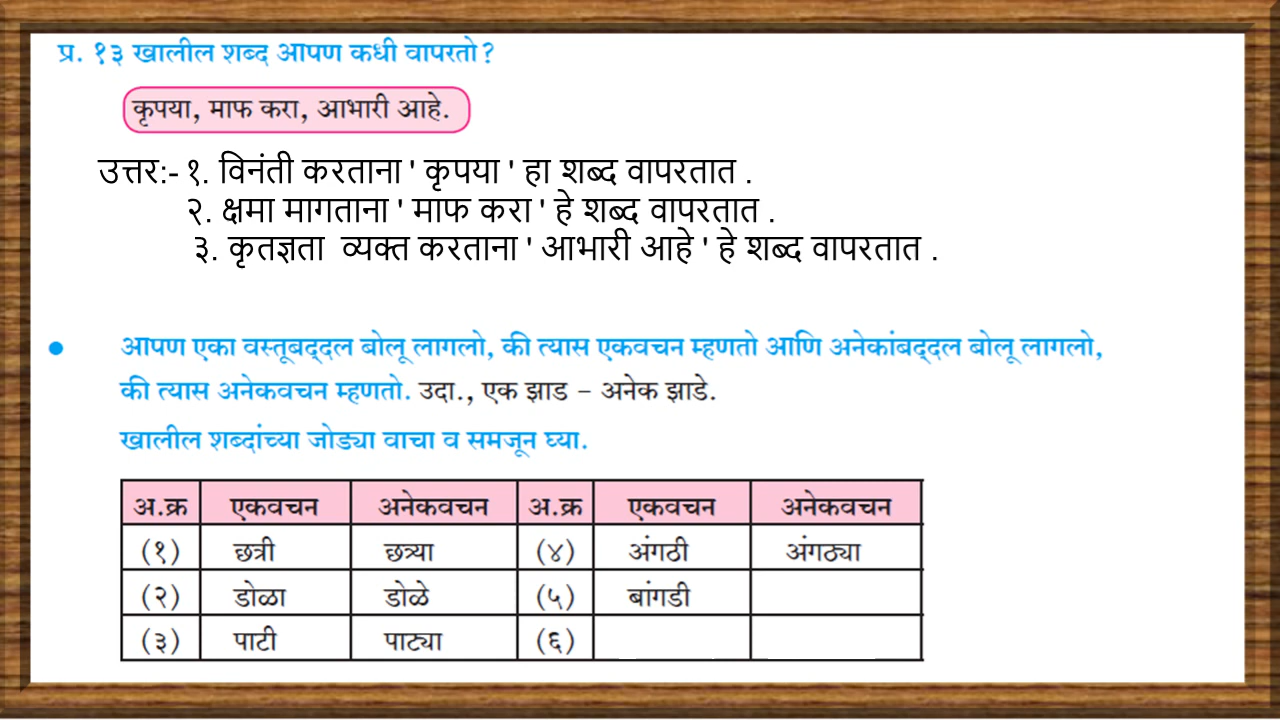 प्र. १३ खालील शब्द आपण कधी वापरतो?
कृपया, माफ करा, आभारी आहे.
उत्तर:- १. विनंती करताना ' कृपया ' हा शब्द वापरतात .
२. क्षमा मागताना ' माफ करा ' हे शब्द वापरतात .
३. कृतज्ञता व्यक्त करताना ' आभारी आहे ' हे शब्द वापरतात .
● आपण एका वस्तूबद्दल बोलू लागलो, की त्यास एकवचन म्हणतो आणि अनेकांबद्दल बोलू लागलो,
की त्यास अनेकवचन म्हणतो. उदा., एक झाड – अनेक झाडे.
खालील शब्दांच्या जोड्या वाचा व समजून घ्या.
अ.क्र एकवचन अनेकवचन अ.क्र एकवचन अनेकवचन
(१) छत्री छत्र्या (४) अंगठी अंगठ्या
(२) डोळा डोळे (५) बांगडी
(३) पाटी पाट्या (६)